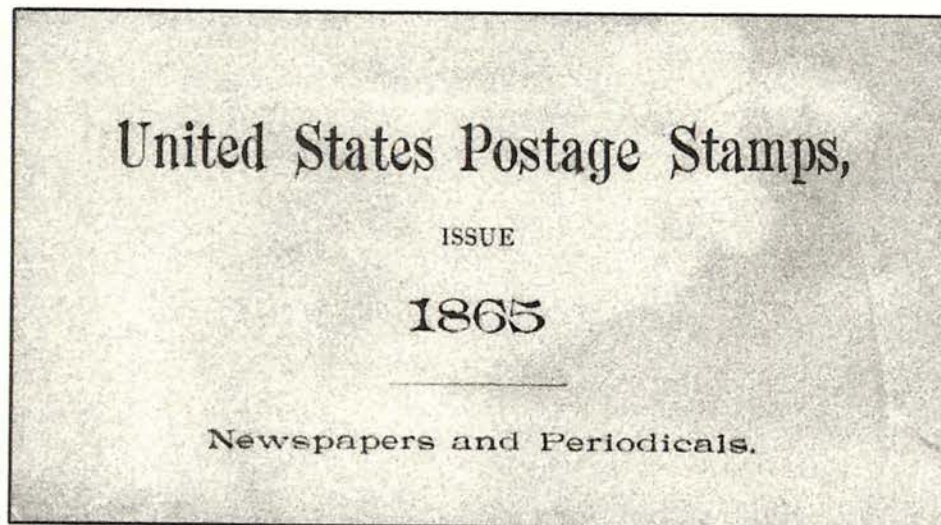 United States Postage Stamps,
ISSUE
1865
Newspapers and Periodicals.